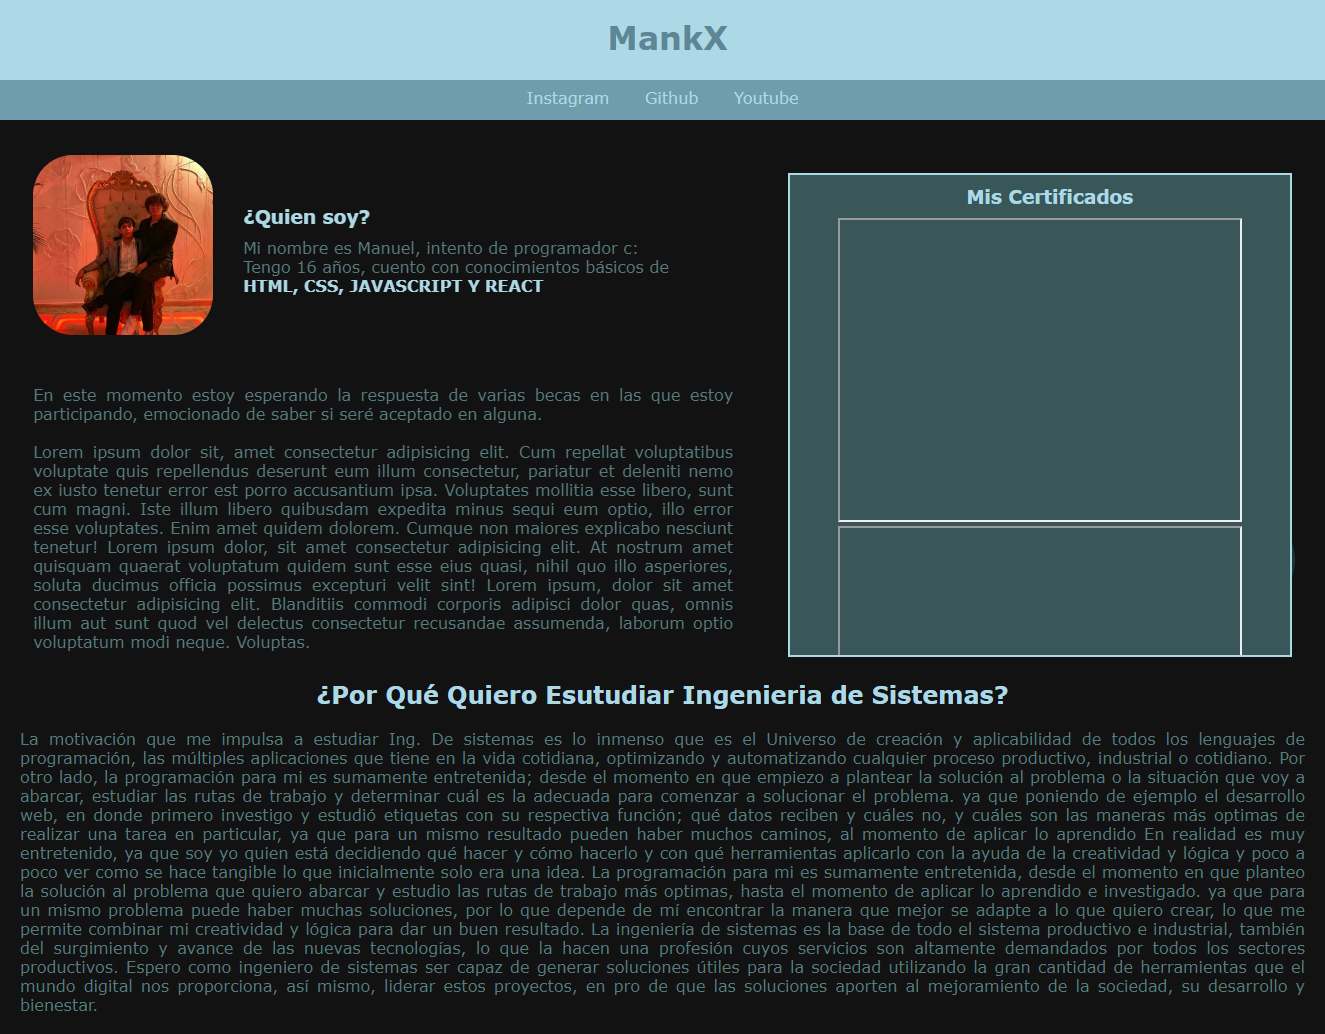 MankX
Instagram Github Youtube
¿Quien soy?
Mi nombre es Manuel, intento de programador c:
Tengo 16 años, cuento con conocimientos básicos de
HTML, CSS, JAVASCRIPT Y REACT
Mis Certificados
En este momento estoy esperando la respuesta de varias becas en las que estoy
participando, emocionado de saber si seré aceptado en alguna.
Lorem ipsum dolor sit, amet consectetur adipisicing elit. Cum repellat voluptatibus
voluptate quis repellendus deserunt eum illum consectetur, pariatur et deleniti nemo
ex iusto tenetur error est porro accusantium ipsa. Voluptates mollitia esse libero, sunt
cum magni. Iste illum libero quibusdam expedita minus sequi eum optio, illo error
esse voluptates. Enim amet quidem dolorem. Cumque non maiores explicabo nesciunt
tenetur! Lorem ipsum dolor, sit amet consectetur adipisicing elit. At nostrum amet
quisquam quaerat voluptatum quidem sunt esse eius quasi, nihil quo illo asperiores,
soluta ducimus officia possimus excepturi velit sint! Lorem ipsum, dolor sit amet
consectetur adipisicing elit. Blanditiis commodi corporis adipisci dolor quas, omnis
illum aut sunt quod vel delectus consectetur recusandae assumenda, laborum optio
voluptatum modi neque. Voluptas.
¿Por Qué Quiero Esutudiar Ingenieria de Sistemas?
La motivación que me impulsa a estudiar Ing. De sistemas es lo inmenso que es el Universo de creación y aplicabilidad de todos los lenguajes de
programación, las múltiples aplicaciones que tiene en la vida cotidiana, optimizando y automatizando cualquier proceso productivo, industrial o cotidiano. Por
otro lado, la programación para mi es sumamente entretenida; desde el momento en que empiezo a plantear la solución al problema o la situación que voy a
abarcar, estudiar las rutas de trabajo y determinar cuál es la adecuada para comenzar a solucionar el problema. ya que poniendo de ejemplo el desarrollo
web, en donde primero investigo y estudió etiquetas con su respectiva función; qué datos reciben y cuáles no, y cuáles son las maneras más optimas de
realizar una tarea en particular, ya que para un mismo resultado pueden haber muchos caminos, al momento de aplicar lo aprendido En realidad es muy
entretenido, ya que soy yo quien está decidiendo qué hacer y cómo hacerlo y con qué herramientas aplicarlo con la ayuda de la creatividad y lógica y poco a
poco ver como se hace tangible lo que inicialmente solo era una idea. La programación para mi es sumamente entretenida, desde el momento en que planteo
la solución al problema que quiero abarcar y estudio las rutas de trabajo más optimas, hasta el momento de aplicar lo aprendido e investigado. ya que para
un mismo problema puede haber muchas soluciones, por lo que depende de mí encontrar la manera que mejor se adapte a lo que quiero crear, lo que me
permite combinar mi creatividad y lógica para dar un buen resultado. La ingeniería de sistemas es la base de todo el sistema productivo e industrial, también
del surgimiento y avance de las nuevas tecnologías, lo que la hacen una profesión cuyos servicios son altamente demandados por todos los sectores
productivos. Espero como ingeniero de sistemas ser capaz de generar soluciones útiles para la sociedad utilizando la gran cantidad de herramientas que el
mundo digital nos proporciona, así mismo, liderar estos proyectos, en pro de que las soluciones aporten al mejoramiento de la sociedad, su desarrollo y
bienestar.